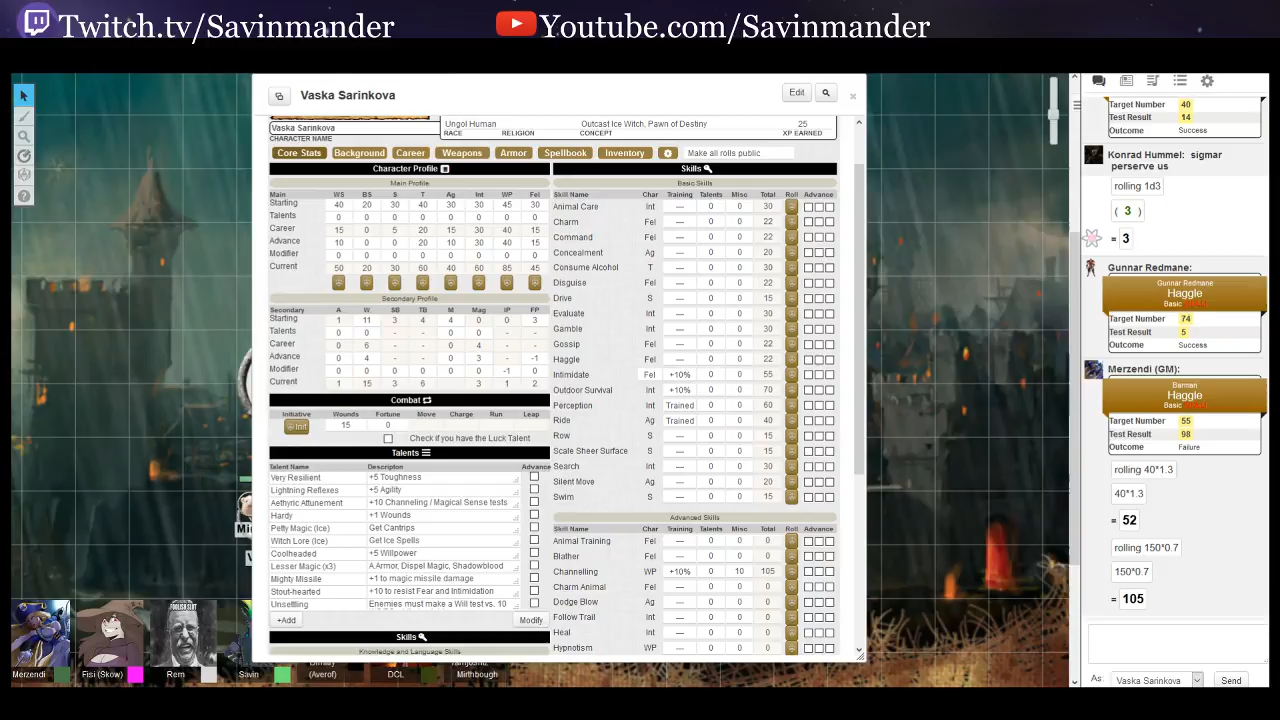 Twitch.tv/Savinmander
Youtube.com/Savinmander
Vaska Sarinkova
Edit
Vaska Sarinkova
CHARACTER NAME
Ungol Human Outcast Ice Witch, Pawn of Destiny 25
RACE RELIGION CONCEPT XP EARNED
Core Stats Background Career Weapons Armor Spellbook Inventory Make all rolls public
Character Profile
Main Profile
Main WS BS S T Ag Int WP Fel
Starting 40 20 30 40 30 30 45 30
Talents 0 0 0 0 0 0 0 0
Career 15 0 5 20 15 30 40 15
Advance 10 0 0 20 10 30 40 15
Modifier 0 0 0 0 0 0 0 0
Current 50 20 30 60 40 60 85 45
Secondary Profile
Secondary A W SB TB M Mag IP FP
Starting 1 11 3 4 4 0 0 3
Talents 0 0 - - - - - -
Career 0 6 - - - 4 - -
Advance 0 4 - - - 3 - -1
Modifier 0 0 0 0 0 0 -1 0
Current 1 15 3 6 3 1 2
Combat
Initiative Wounds Fortune Move Charge Run Leap
Init 15 0
Check if you have the Luck Talent
Talents
Talent Name Descripton Advance
Very Resilient +5 Toughness
Lightning Reflexes +5 Agility
Aethyric Attunement +10 Channeling / Magical Sense tests
Hardy +1 Wounds
Petty Magic (Ice) Get Cantrips
Witch Lore (Ice) Get Ice Spells
Coolheaded +5 Willpower
Lesser Magic (x3) A.Armor, Dispel Magic, Shadowblood
Mighty Missile +1 to magic missile damage
Stout-hearted +10 to resist Fear and Intimidation
Unsettling Enemies must make a Will test vs. 10
+Add Modify
Skills
Knowledge and Language Skills
Skills
Basic Skills
Skill Name Char Training Talents Misc Total Roll Advance
Animal Care Int --- 0 0 30
Charm Fel --- 0 0 22
Command Fel --- 0 0 22
Concealment Ag --- 0 0 20
Consume Alcohol T --- 0 0 30
Disguise Fel --- 0 0 22
Drive S --- 0 0 15
Evaluate Int --- 0 0 30
Gamble Int --- 0 0 30
Gossip Fel --- 0 0 22
Haggle Fel --- 0 0 22
Intimidate Fel +10% 0 0 55
Outdoor Survival Int +10% 0 0 70
Perception Int Trained 0 0 60
Ride Ag Trained 0 0 40
Row S --- 0 0 15
Scale Sheer Surface S --- 0 0 15
Search Int --- 0 0 30
Silent Move Ag --- 0 0 20
Swim S --- 0 0 15
Advanced Skills
Skill Name Char Training Talents Misc Total Roll Advance
Animal Training Fel --- 0 0 0
Blather Fel --- 0 0 0
Channelling WP +10% 0 10 105
Charm Animal Fel --- 0 0 0
Dodge Blow Ag --- 0 0 0
Follow Trail Int --- 0 0 0
Heal Int --- 0 0 0
Hypnotism WP --- 0 0 0
Target Number 40
Test Result 14
Outcome Success
Konrad Hummel: sigmar
perserve us
rolling 1d3
( 3 )
= 3
Gunnar Redmane:
Gunnar Redmane
Haggle
Basic
Target Number 74
Test Result 5
Outcome Success
Merzendi (GM):
Barman
Haggle
Basic
Target Number 55
Test Result 98
Outcome Failure
rolling 40*1.3
40*1.3
= 52
rolling 150*0.7
150*0.7
= 105
As: Vaska Sarinkova Send
FOOLISH SLUT
Merzendi Fisi (Skow) Rem Savin (Averof) DCL Mirthbough